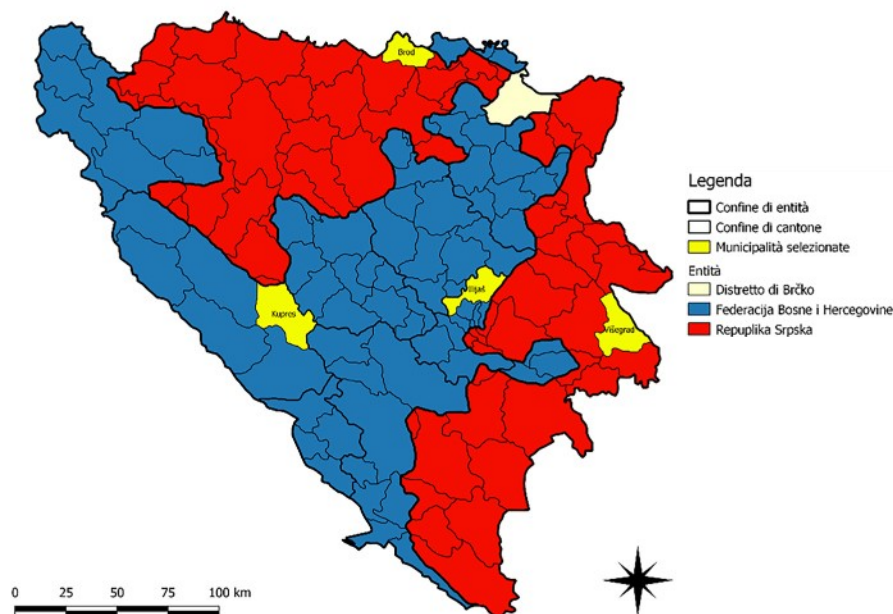 Brod
Kupres
Ilijaš
Višegrad
Legenda
Confine di entità
Confine di cantone
Municipalità selezionate
Entità
Distretto di Brčko
Federacija Bosne i Hercegovine
Repuplika Srpska
0 25 50 75 100 km